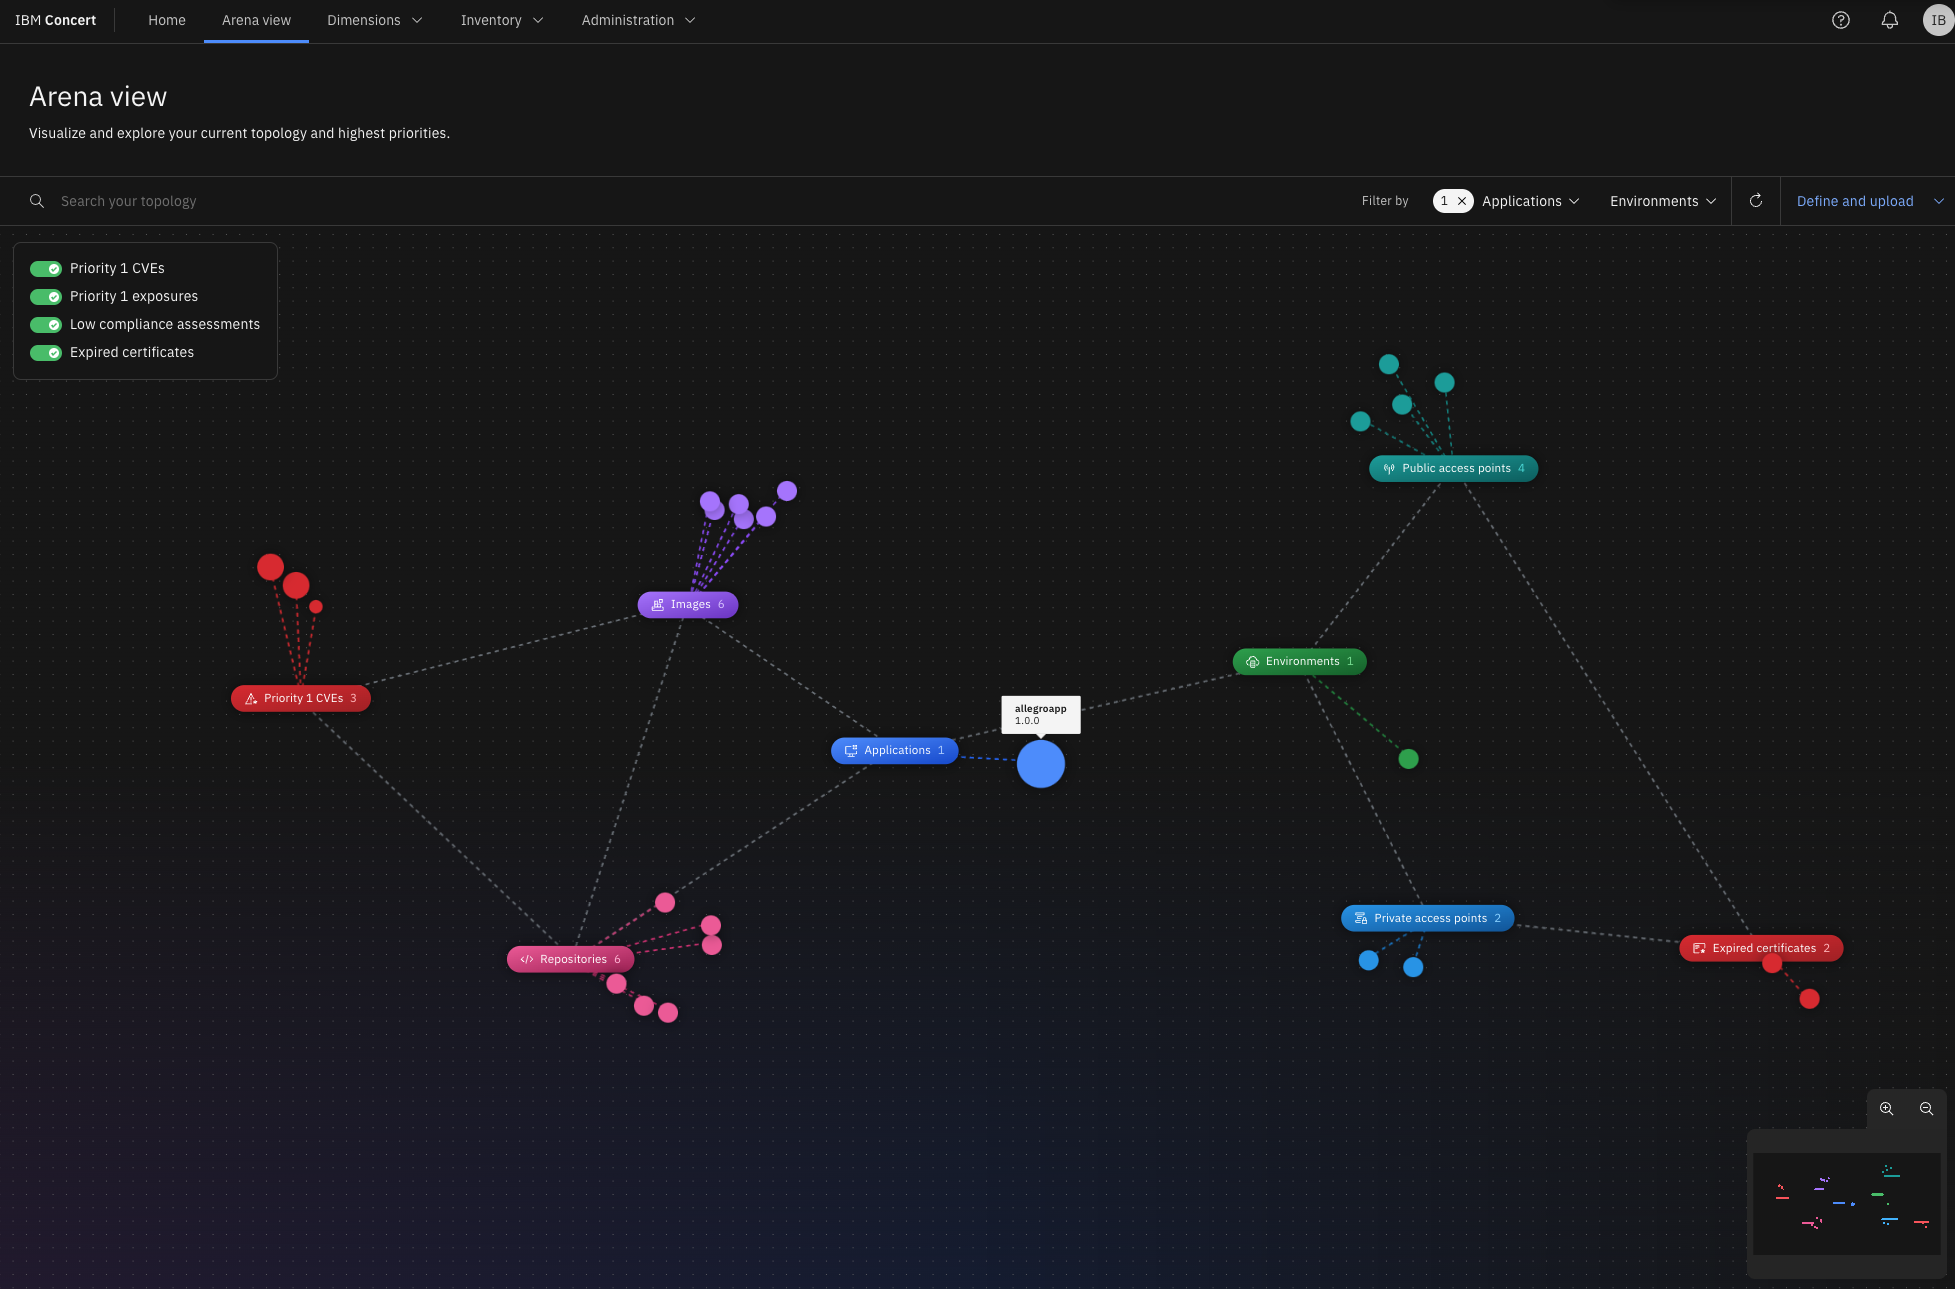 IBM Concert
Home
Arena view
Dimensions
Inventory
Administration
IB
Arena view
Visualize and explore your current topology and highest priorities.
Search your topology
Filter by
1
Applications
Environments
Define and upload
Priority 1 CVEs
Priority 1 exposures
Low compliance assessments
Expired certificates
Public access points 4
Images 6
Environments 1
Priority 1 CVEs 3
allegroapp
1.0.0
Applications 1
Private access points 2
Expired certificates 2
Repositories 6